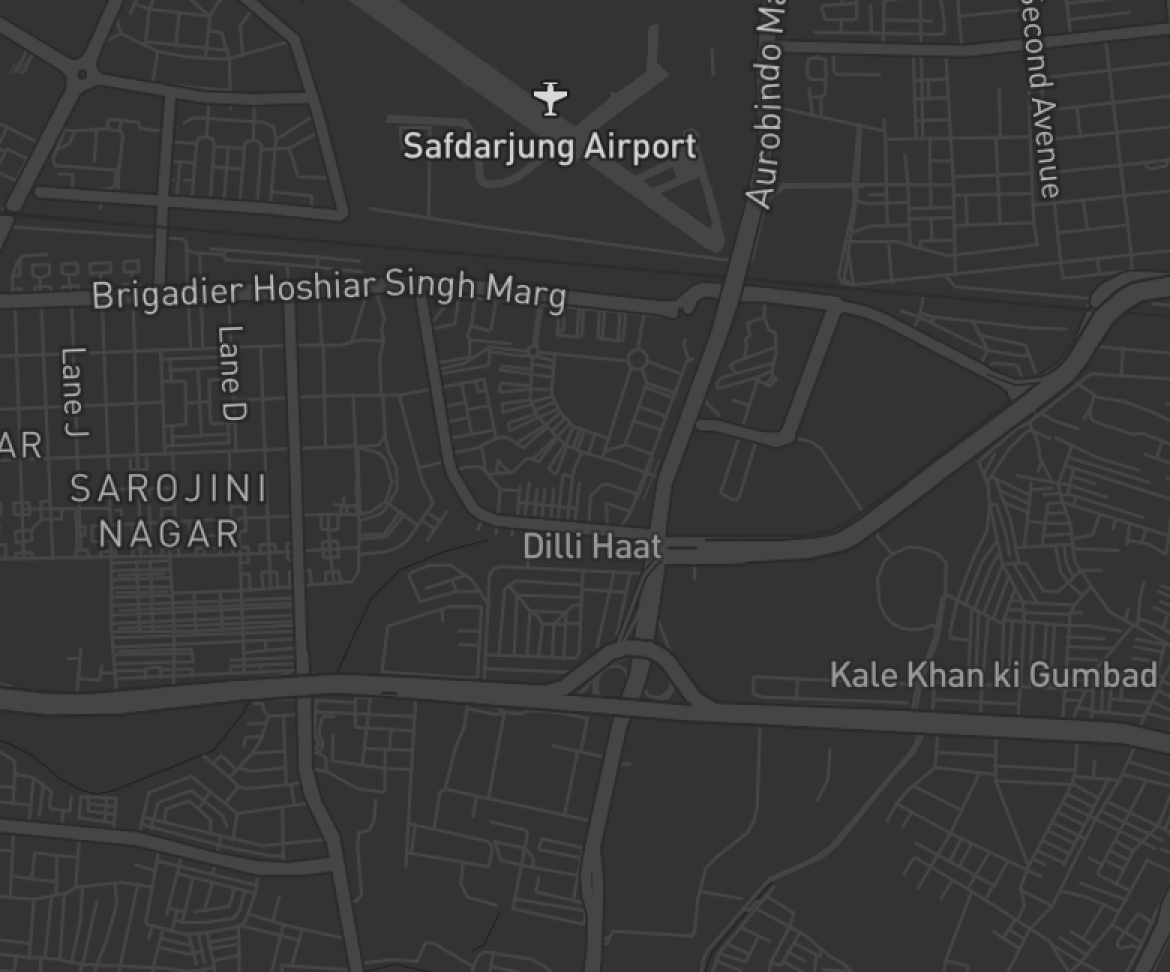 Aurobindo Ma
Second Avenue
Safdarjung Airport
Brigadier Hoshiar Singh Marg
Lane J
Lane D
AR
SAROJINI
NAGAR
Dilli Haat
Kale Khan ki Gumbad